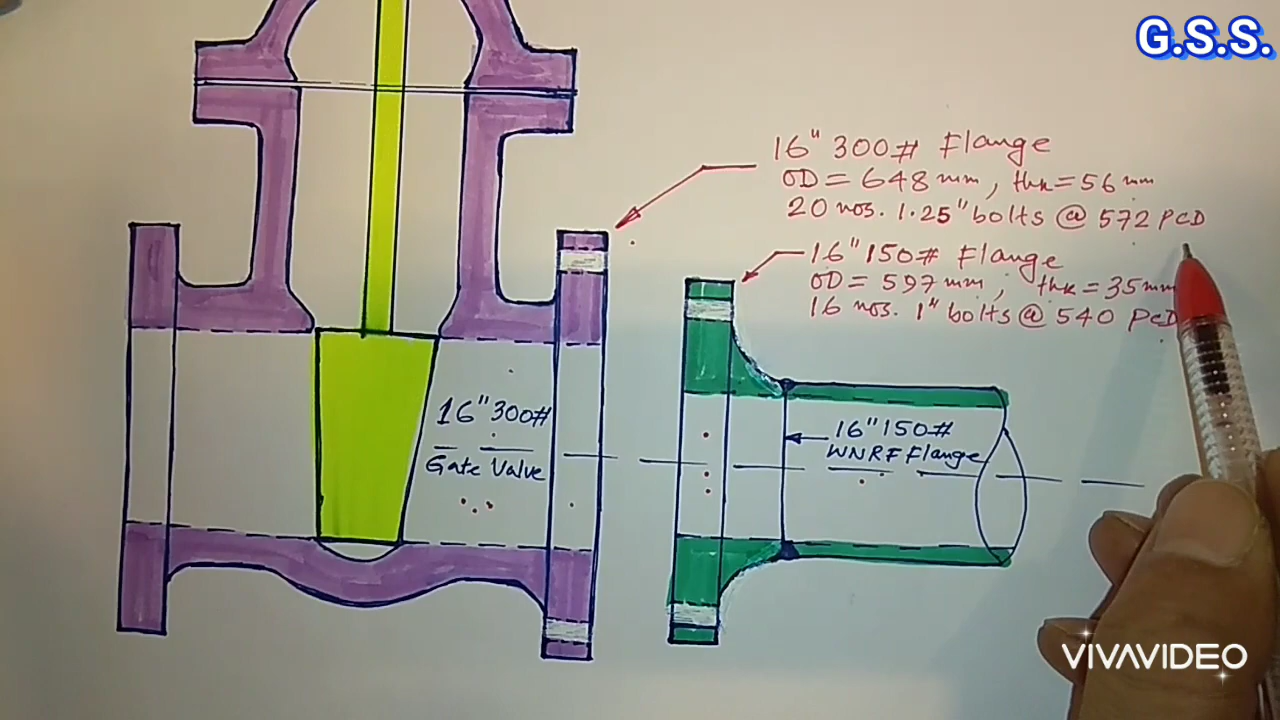 G.S.S.
16" 300# Flange
OD = 648 mm, thk = 56 mm
20 nos. 1.25" bolts @ 572 PCD
16" 150# Flange
OD = 597 mm, thk = 35 mm
16 nos. 1" bolts @ 540 PCD
16" 300#
Gate Valve
16" 150#
WNRF Flange
VIVAVIDEO